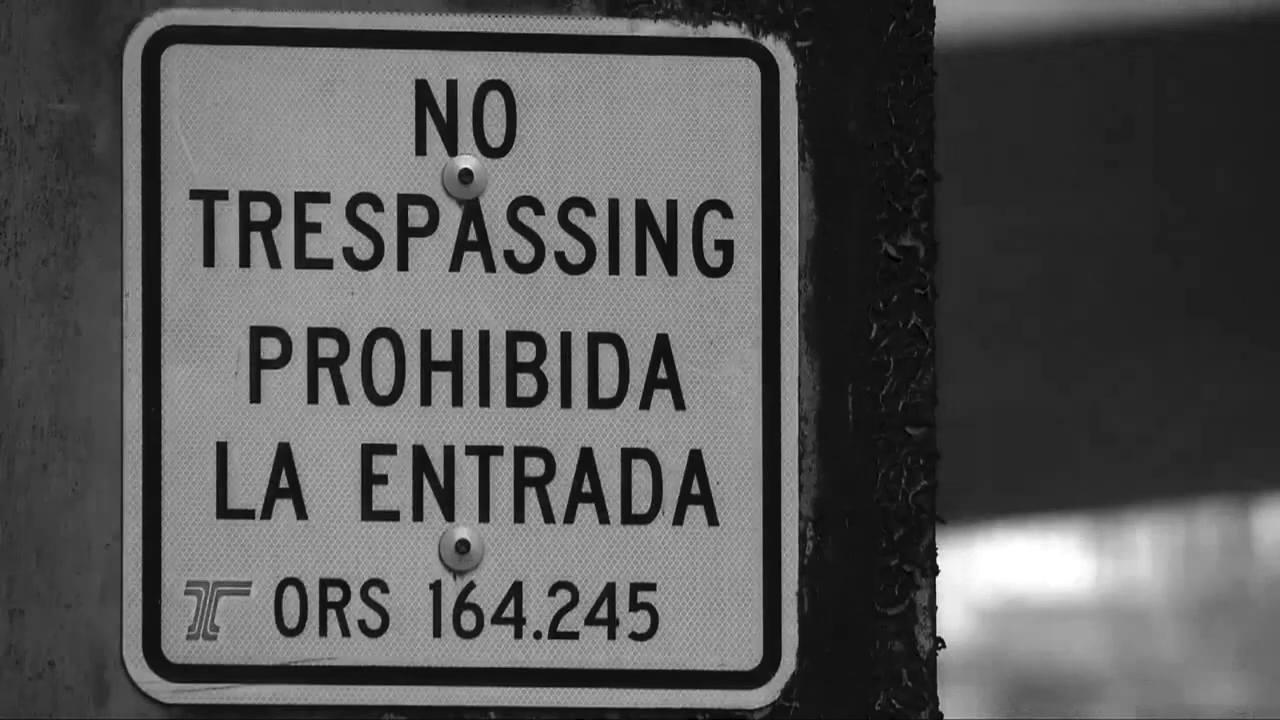 NO
TRESPASSING
PROHIBIDA
LA ENTRADA
ORS 164.245